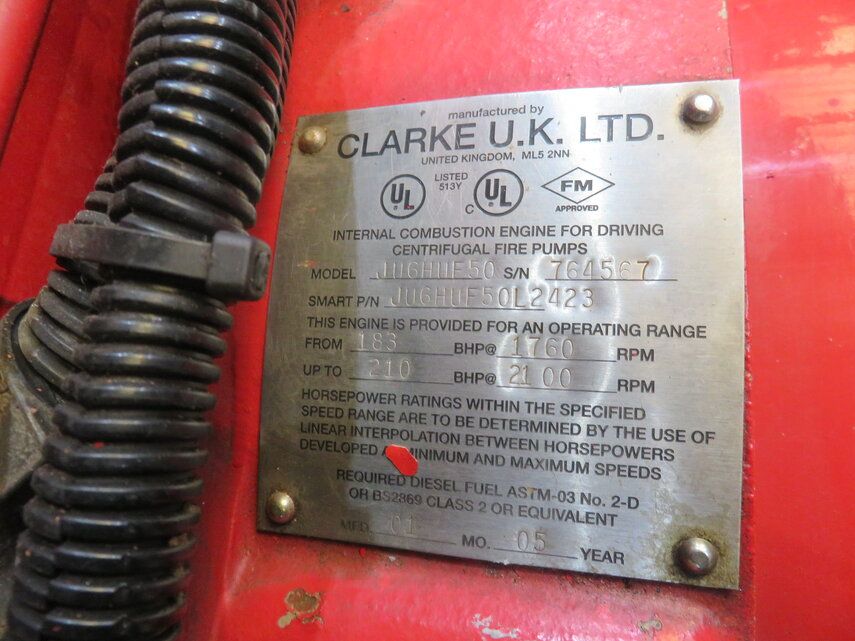 manufactured by
CLARKE U.K. LTD.
UNITED KINGDOM, ML5 2NN
UL LISTED 513Y C UL FM APPROVED
INTERNAL COMBUSTION ENGINE FOR DRIVING
CENTRIFUGAL FIRE PUMPS
MODEL JU6HUF50 S/N 764567
SMART P/N JU6HUF50L2423
THIS ENGINE IS PROVIDED FOR AN OPERATING RANGE
FROM 183 BHP@ 1760 RPM
UP TO 210 BHP@ 2100 RPM
HORSEPOWER RATINGS WITHIN THE SPECIFIED
SPEED RANGE ARE TO BE DETERMINED BY THE USE OF
LINEAR INTERPOLATION BETWEEN HORSEPOWERS
DEVELOPED MINIMUM AND MAXIMUM SPEEDS
REQUIRED DIESEL FUEL ASTM-03 No. 2-D
OR BS2869 CLASS 2 OR EQUIVALENT
MFD. 01 MO. 05 YEAR